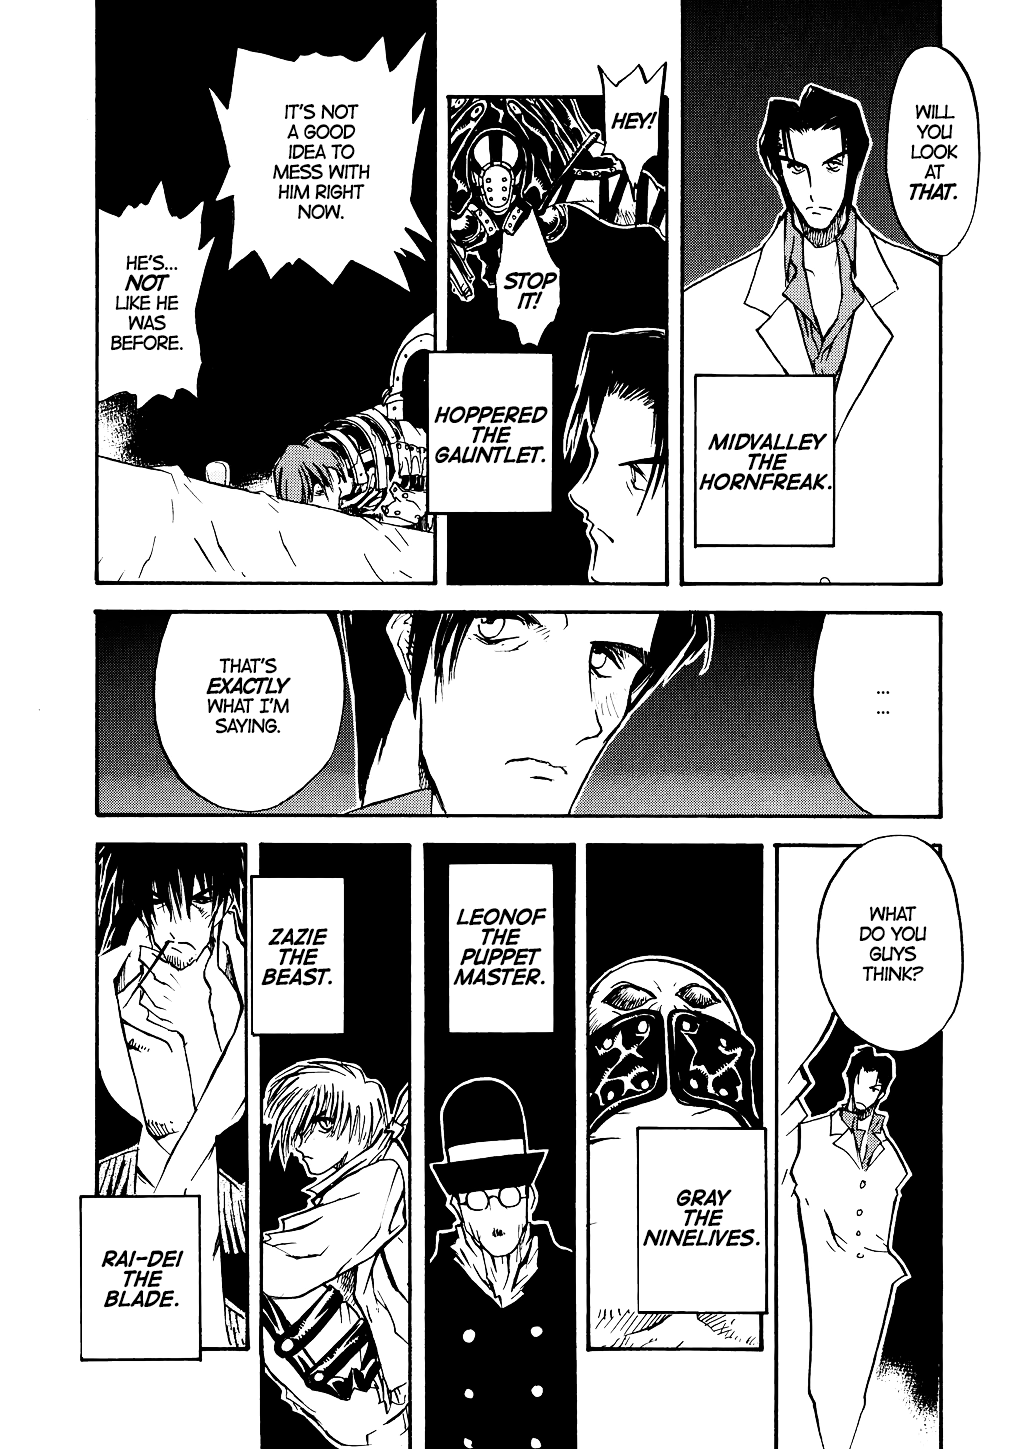 WILL
YOU
LOOK
AT
THAT.
MIDVALLEY
THE
HORNFREAK.
HEY!
STOP
IT!
HOPPERED
THE
GAUNTLET.
IT'S NOT
A GOOD
IDEA TO
MESS WITH
HIM RIGHT
NOW.
HE'S...
NOT
LIKE HE
WAS
BEFORE.
...
...
THAT'S
EXACTLY
WHAT I'M
SAYING.
WHAT
DO YOU
GUYS
THINK?
GRAY
THE
NINELIVES.
LEONOF
THE
PUPPET
MASTER.
ZAZIE
THE
BEAST.
RAI-DEI
THE
BLADE.